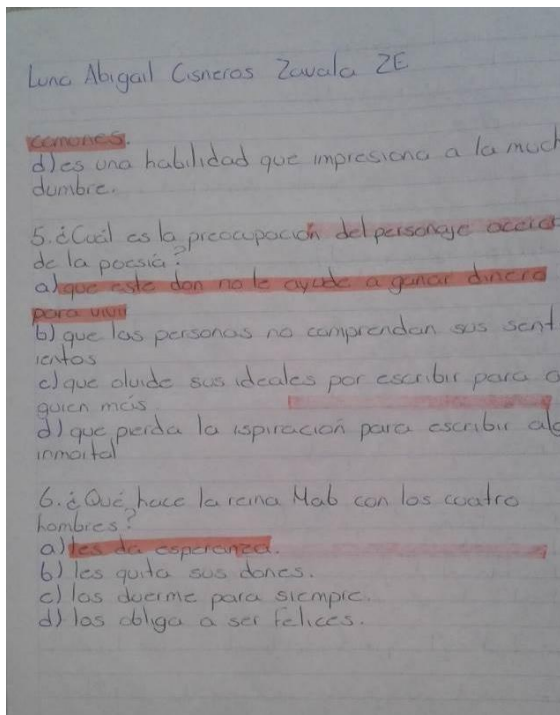 Luna Abigail Cisneros Zavala 2E
comunes.
d) es una habilidad que impresiona a la much
dumbre.
5. ¿Cuál es la preocupación del personaje acerca
de la poesía?
a) que este don no le ayude a ganar dinero
para vivir
b) que las personas no comprendan sus sent
ientos
c) que olvide sus ideales por escribir para a
guien más
d) que perda la ispiración para escribir alg
inmortal
6. ¿Qué hace la reina Mab con los cuatro
hombres?
a) les da esperanza.
b) les quita sus dones.
c) los duerme para siempre.
d) los obliga a ser felices.